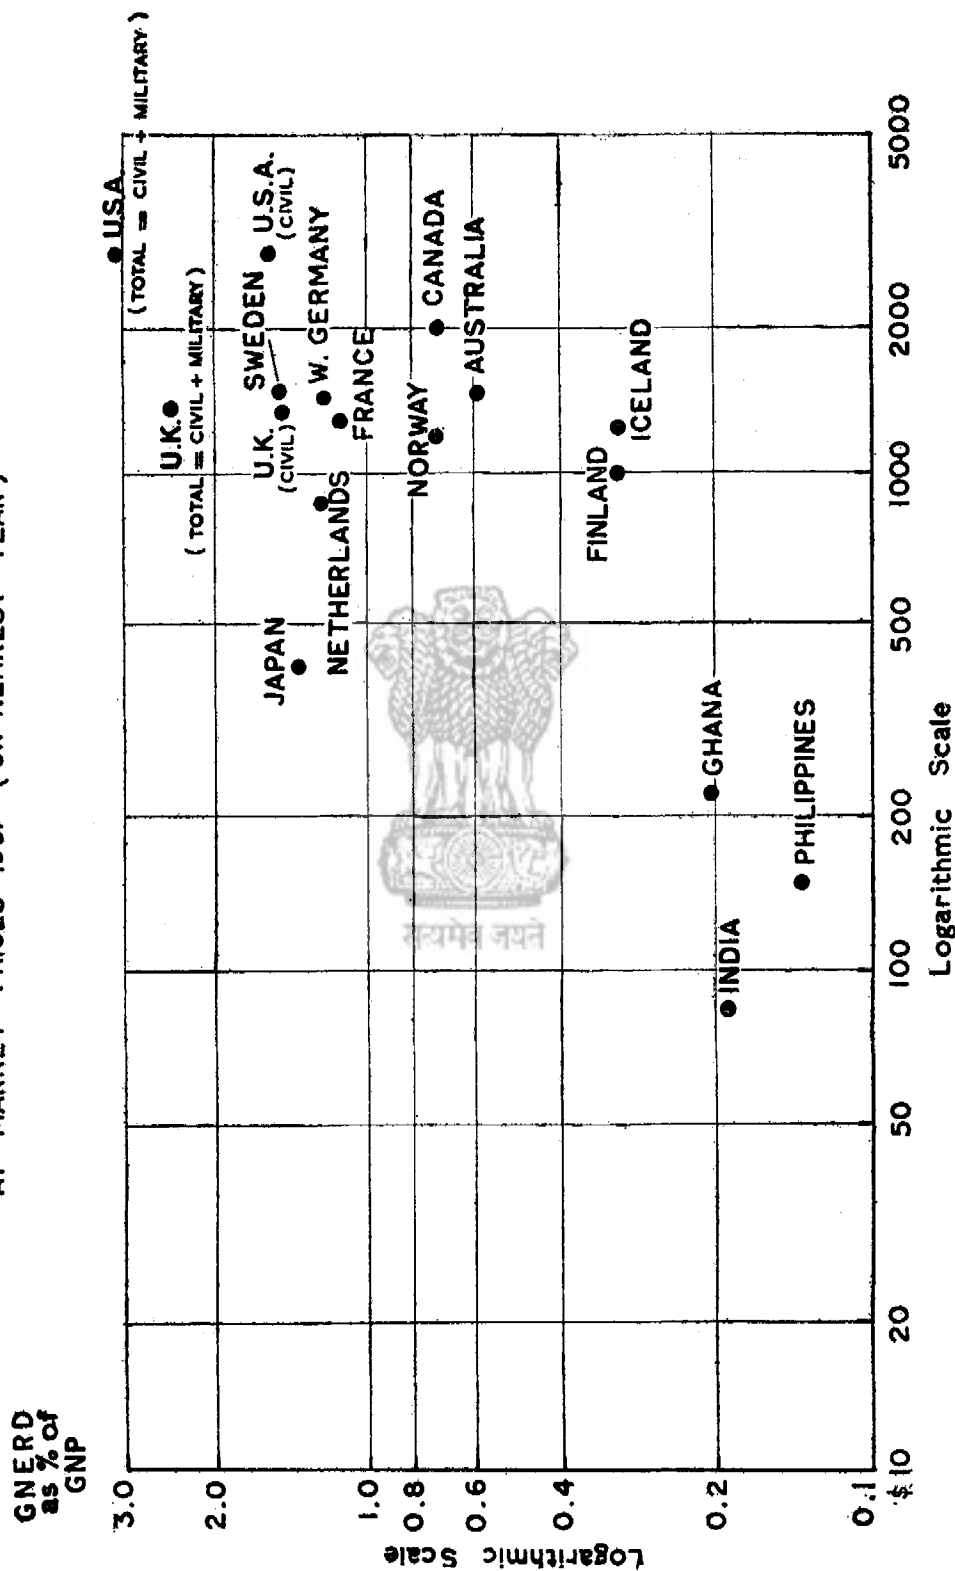 AT MARKET PRICES
GNERD
as % of
GNP
3.0
2.0
1.0
0.8
0.6
0.4
0.2
0.1
Logarithmic Scale
U.S.A
(TOTAL = CIVIL + MILITARY)
U.K.
(TOTAL = CIVIL + MILITARY)
SWEDEN
U.S.A.
(CIVIL)
U.K.
(CIVIL)
W. GERMANY
FRANCE
JAPAN
NETHERLANDS
NORWAY
CANADA
AUSTRALIA
FINLAND
ICELAND
GHANA
INDIA
PHILIPPINES
सत्यमेव जयते
$ 10
20
50
100
200
500
1000
2000
5000
Logarithmic Scale